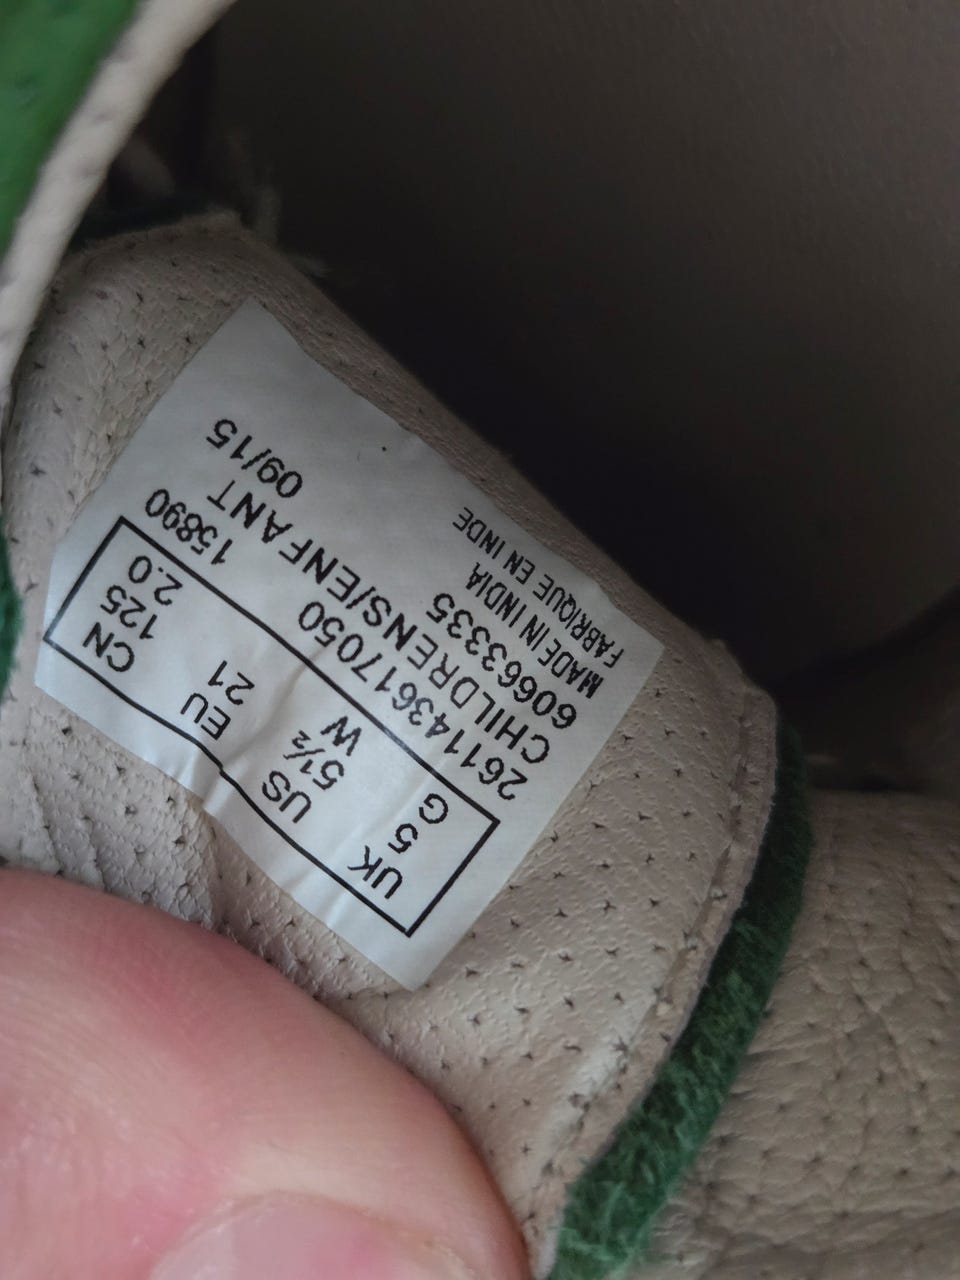 UK US EU CN
5 5½ 21 125
G W 2.0
2611143617050 15890
CHILDRENS/ENFANT
60663335 09/15
MADE IN INDIA
FABRIQUE EN INDE